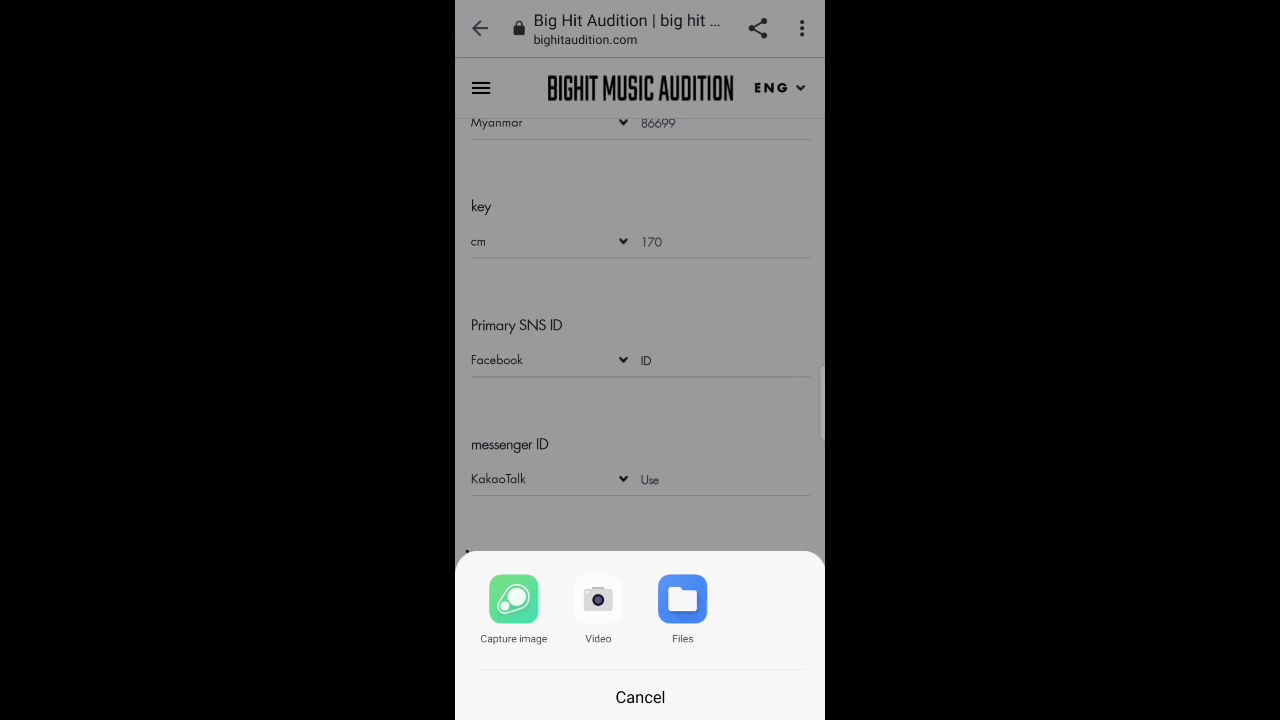 Big Hit Audition | big hit ...
bighitaudition.com
BIGHIT MUSIC AUDITION
ENG
Myanmar 86699
key
cm 170
Primary SNS ID
Facebook ID
messenger ID
KakaoTalk Use
Capture image Video Files
Cancel